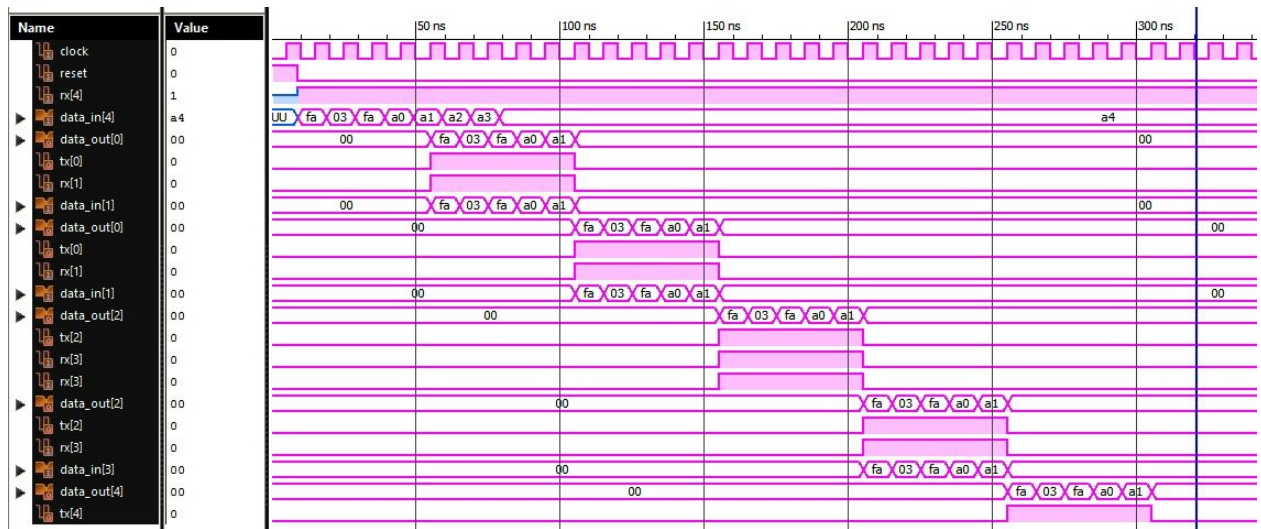 Name Value |50 ns |100 ns |150 ns |200 ns |250 ns |300 ns
clock 0
reset 0
rx[4] 1
data_in[4] a4 UU fa 03 fa a0 a1 a2 a3 a4
data_out[0] 00 00 fa 03 fa a0 a1 00
tx[0] 0
rx[1] 0
data_in[1] 00 00 fa 03 fa a0 a1 00
data_out[0] 00 00 fa 03 fa a0 a1 00
tx[0] 0
rx[1] 0
data_in[1] 00 00 fa 03 fa a0 a1 00
data_out[2] 00 00 fa 03 fa a0 a1
tx[2] 0
rx[3] 0
rx[3] 0
data_out[2] 00 00 fa 03 fa a0 a1
tx[2] 0
rx[3] 0
data_in[3] 00 00 fa 03 fa a0 a1
data_out[4] 00 00 fa 03 fa a0 a1
tx[4] 0